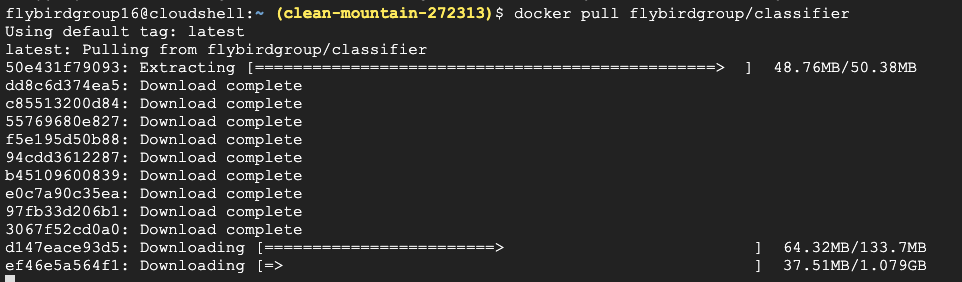 flybirdgroup16@cloudshell:~ (clean-mountain-272313)$ docker pull flybirdgroup/classifier
Using default tag: latest
latest: Pulling from flybirdgroup/classifier
50e431f79093: Extracting [=================================================>  ]  48.76MB/50.38MB
dd8c6d374ea5: Download complete
c85513200d84: Download complete
55769680e827: Download complete
f5e195d50b88: Download complete
94cdd3612287: Download complete
b45109600839: Download complete
e0c7a90c35ea: Download complete
97fb33d206b1: Download complete
3067f52cd0a0: Download complete
d147eace93d5: Downloading [=========================>                           ]  64.32MB/133.7MB
ef46e5a564f1: Downloading [=>                                                  ]  37.51MB/1.079GB